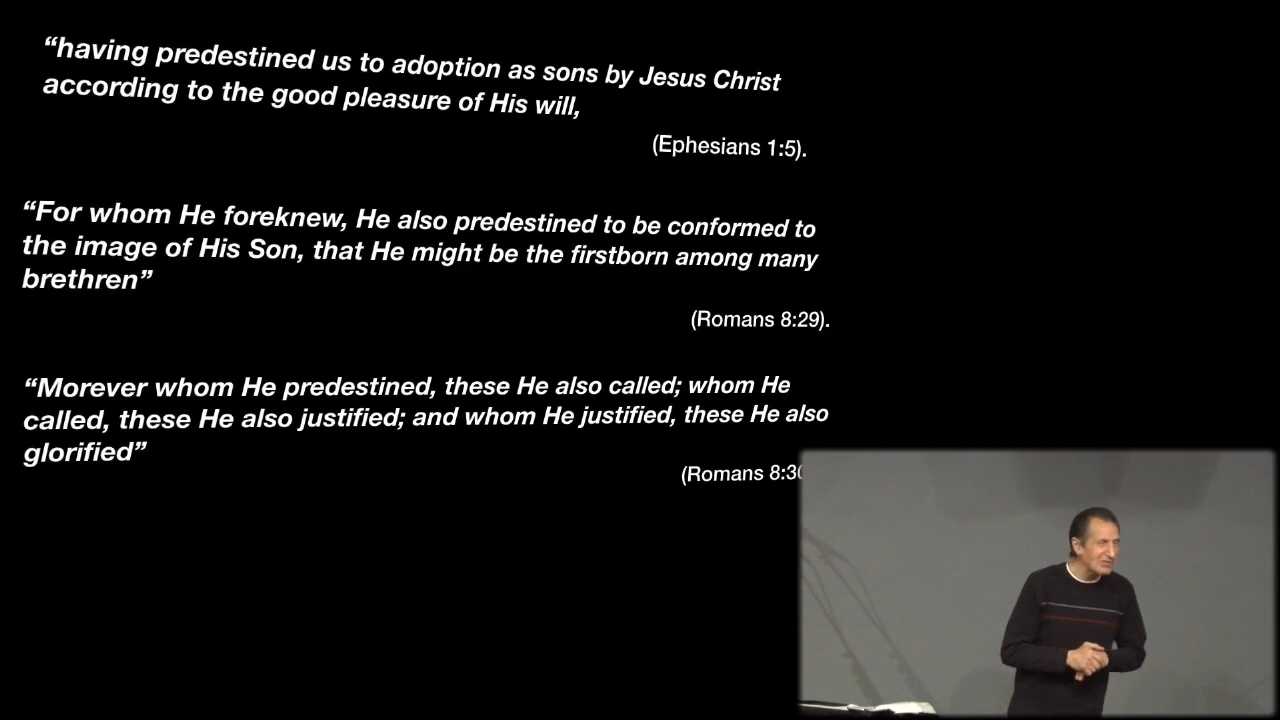 “having predestined us to adoption as sons by Jesus Christ
according to the good pleasure of His will,
(Ephesians 1:5).
“For whom He foreknew, He also predestined to be conformed to
the image of His Son, that He might be the firstborn among many
brethren”
(Romans 8:29).
“Morever whom He predestined, these He also called; whom He
called, these He also justified; and whom He justified, these He also
glorified”
(Romans 8:30